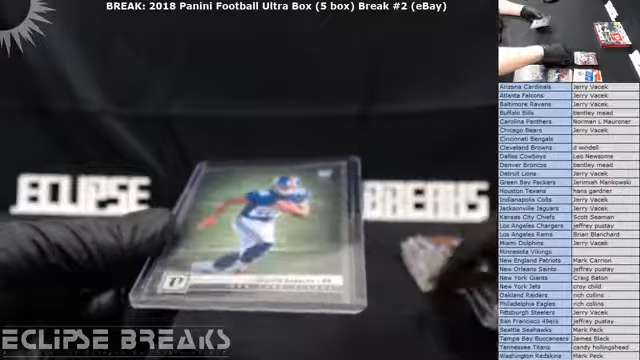 BREAK: 2018 Panini Football Ultra Box (5 box) Break #2 (eBay)
ECLIPSE BREAKS
Arizona Cardinals Jerry Vacek
Atlanta Falcons Jerry Vacek
Baltimore Ravens Jerry Vacek
Buffalo Bills bentley mead
Carolina Panthers Norman L Mauroner
Chicago Bears Jerry Vacek
Cincinnati Bengals
Cleveland Browns d windell
Dallas Cowboys Leo Newsome
Denver Broncos bentley mead
Detroit Lions Jerry Vacek
Green Bay Packers Jerimiah Mankowski
Houston Texans hans gardner
Indianapolis Colts Jerry Vacek
Jacksonville Jaguars Jerry Vacek
Kansas City Chiefs Scott Seaman
Los Angeles Chargers jeffrey pustay
Los Angeles Rams Brian Blanchard
Miami Dolphins Jerry Vacek
Minnesota Vikings
New England Patriots Mark Carnon
New Orleans Saints jeffrey pustay
New York Giants Craig Eaton
New York Jets croy child
Oakland Raiders rich collins
Philadelphia Eagles rich collins
Pittsburgh Steelers Jerry Vacek
San Francisco 49ers jeffrey pustay
Seattle Seahawks Mark Peck
Tampa Bay Buccaneers James Black
Tennessee Titans candy hollingshead
Washington Redskins Mark Peck
ECLIPSE BREAKS